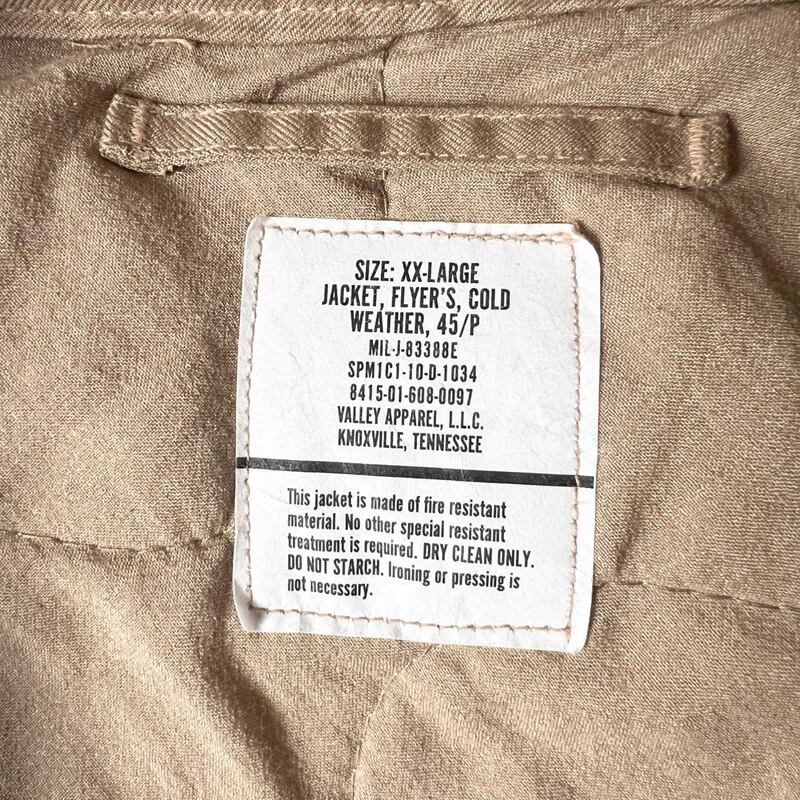 SIZE: XX-LARGE
JACKET, FLYER'S, COLD
WEATHER, 45/P
MIL-J-83388E
SPM1C1-10-D-1034
8415-01-608-0097
VALLEY APPAREL, L.L.C.
KNOXVILLE, TENNESSEE
This jacket is made of fire resistant
material. No other special resistant
treatment is required. DRY CLEAN ONLY.
DO NOT STARCH. Ironing or pressing is
not necessary.